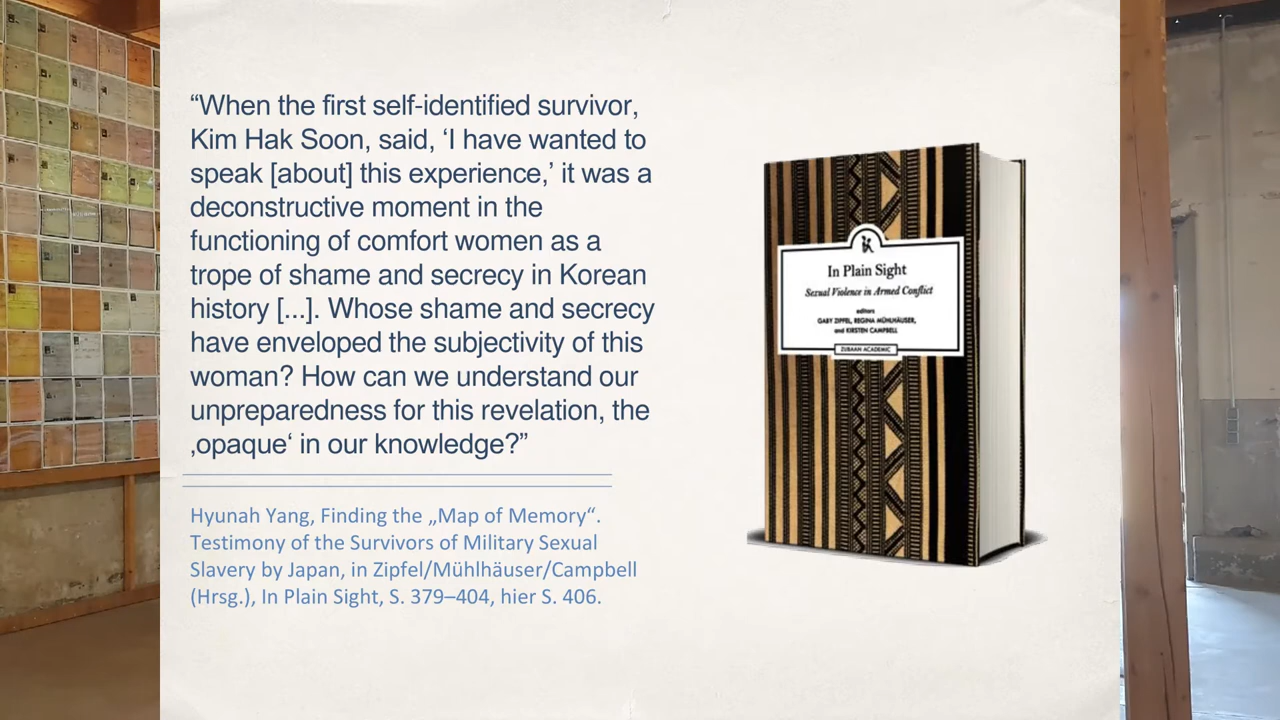 “When the first self-identified survivor,
Kim Hak Soon, said, ‘I have wanted to
speak [about] this experience,’ it was a
deconstructive moment in the
functioning of comfort women as a
trope of shame and secrecy in Korean
history [...]. Whose shame and secrecy
have enveloped the subjectivity of this
woman? How can we understand our
unpreparedness for this revelation, the
‚opaque‘ in our knowledge?”
Hyunah Yang, Finding the „Map of Memory“.
Testimony of the Survivors of Military Sexual
Slavery by Japan, in Zipfel/Mühlhäuser/Campbell
(Hrsg.), In Plain Sight, S. 379–404, hier S. 406.
In Plain Sight
Sexual Violence in Armed Conflict
editors
GABY ZIPFEL, REGINA MÜHLHÄUSER,
and KIRSTEN CAMPBELL
ZUBAAN ACADEMIC